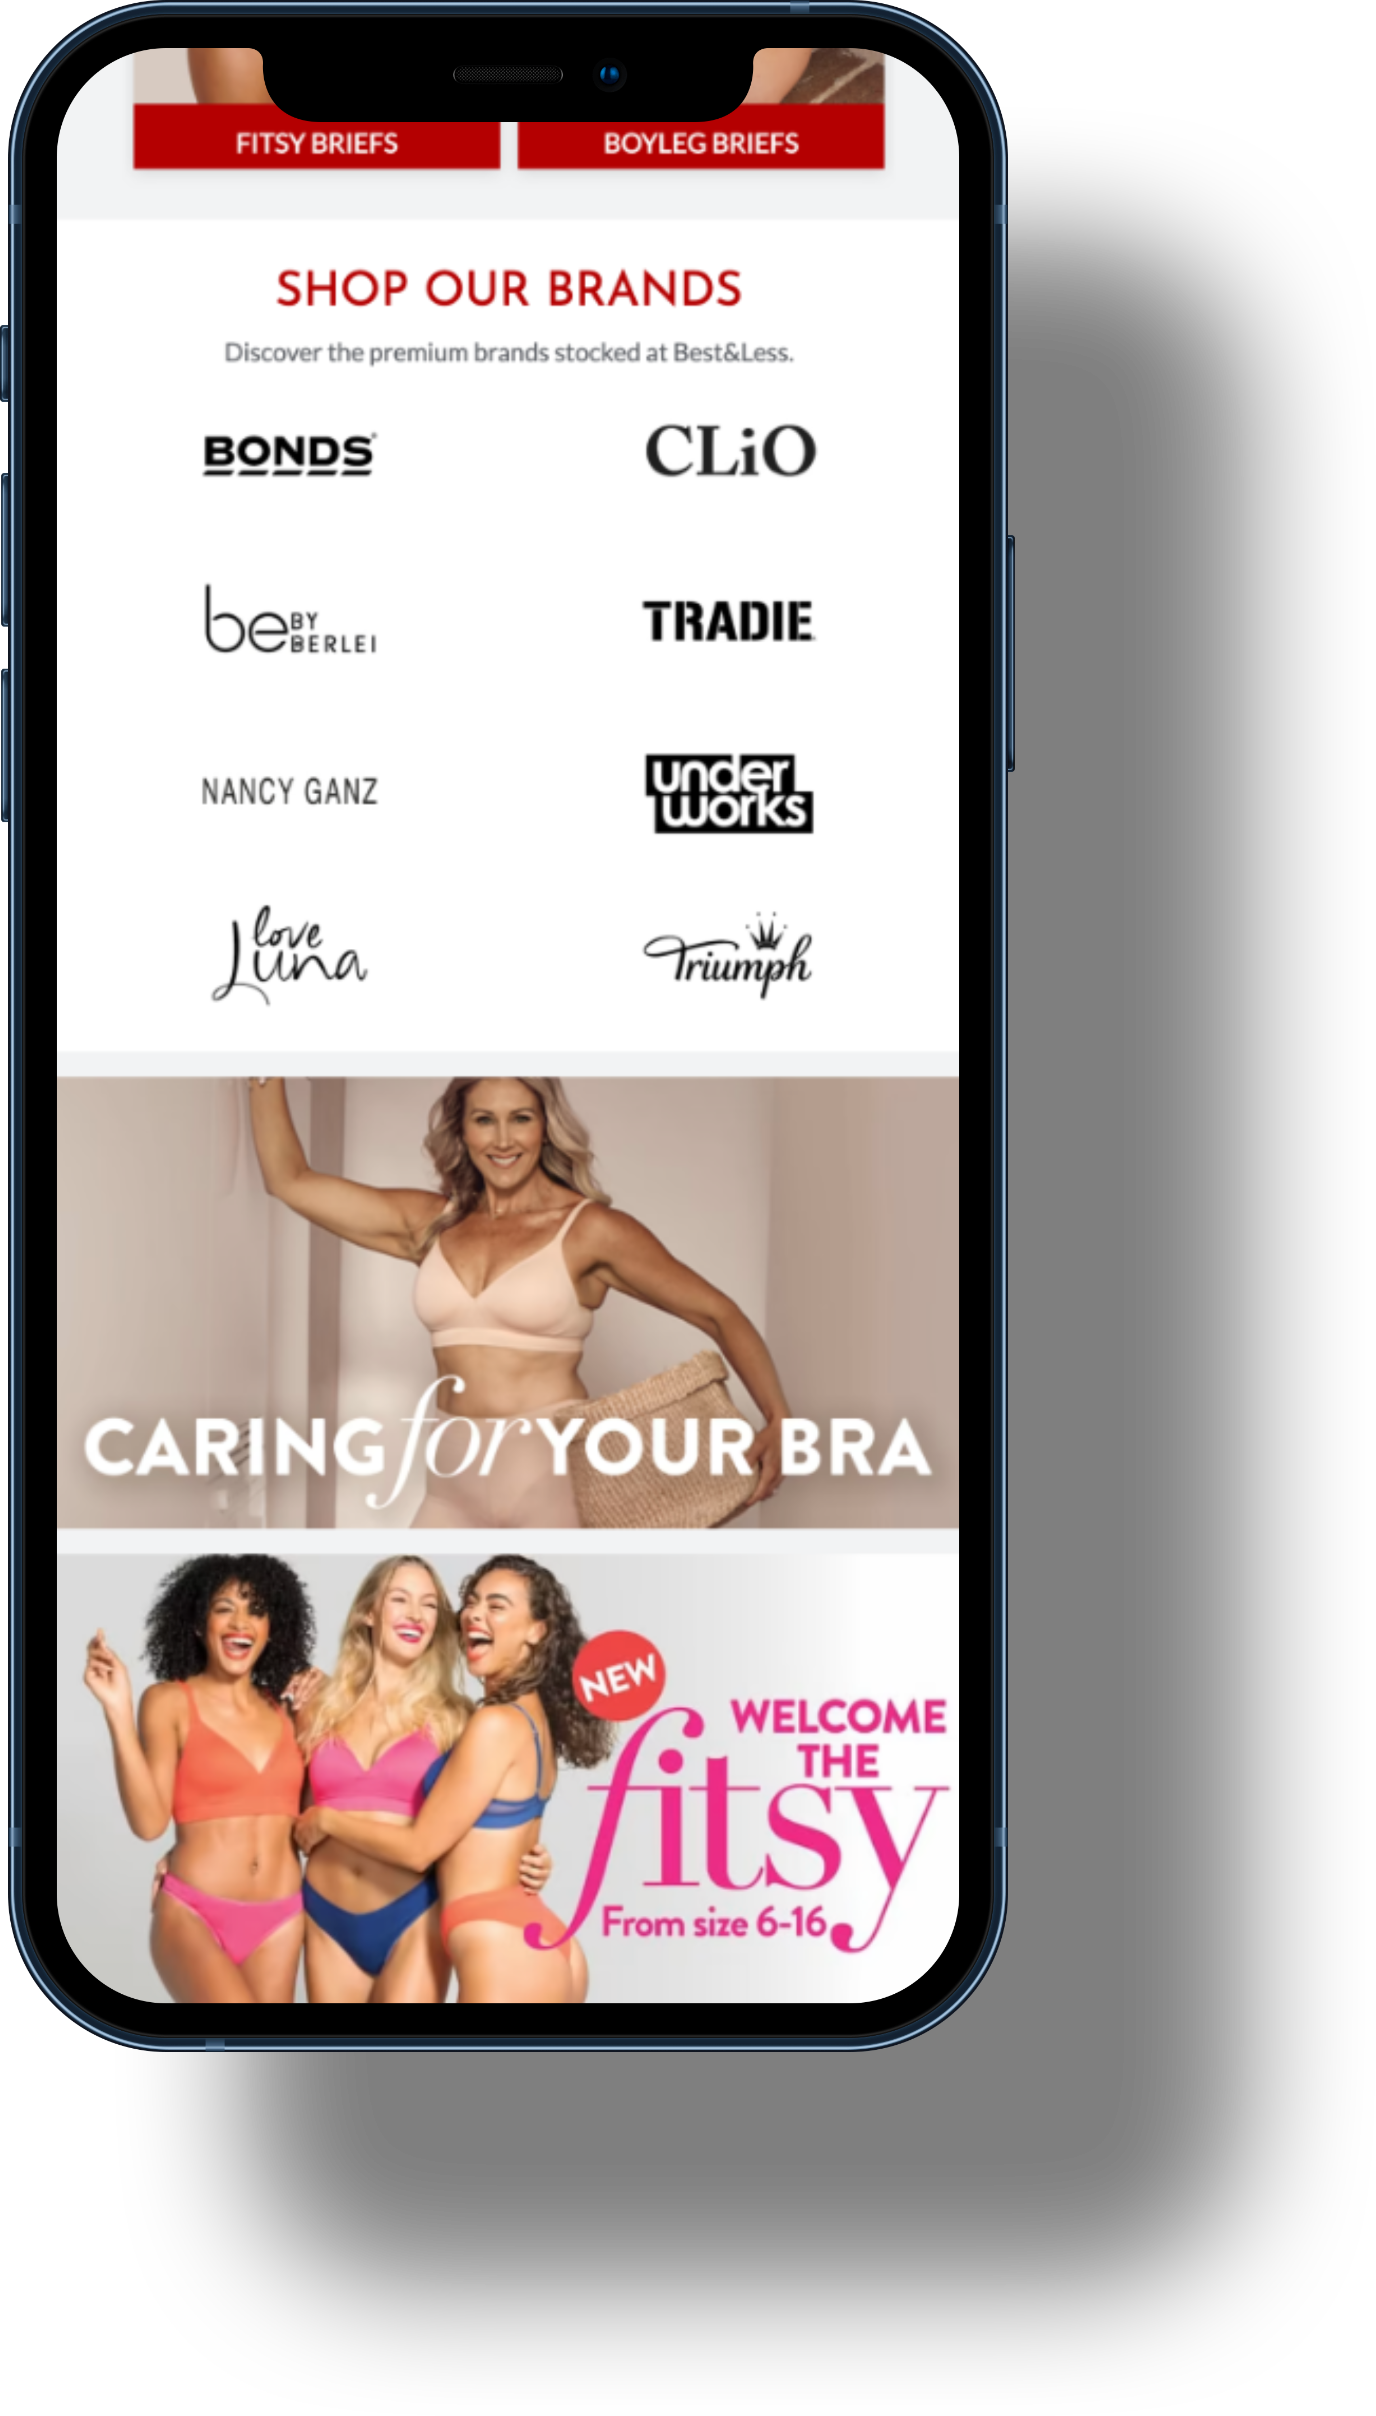 FITSY BRIEFS
BOYLEG BRIEFS
SHOP OUR BRANDS
Discover the premium brands stocked at Best&Less.
BONDS
CLiO
be BY BERLEI
TRADIE
NANCY GANZ
under
works
love
Luna
Triumph
CARING for YOUR BRA
NEW
WELCOME
THE
fitsy
From size 6-16